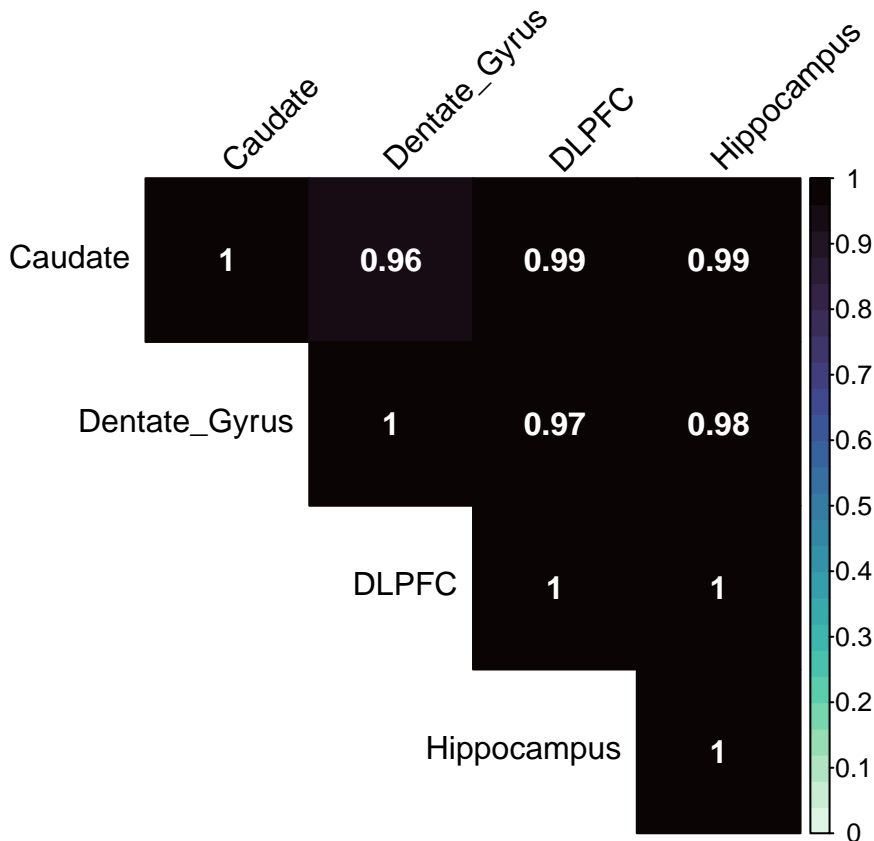 Caudate
Dentate_Gyrus
DLPFC
Hippocampus
Caudate 1 0.96 0.99 0.99
Dentate_Gyrus 1 0.97 0.98
DLPFC 1 1
Hippocampus 1
1
0.9
0.8
0.7
0.6
0.5
0.4
0.3
0.2
0.1
0